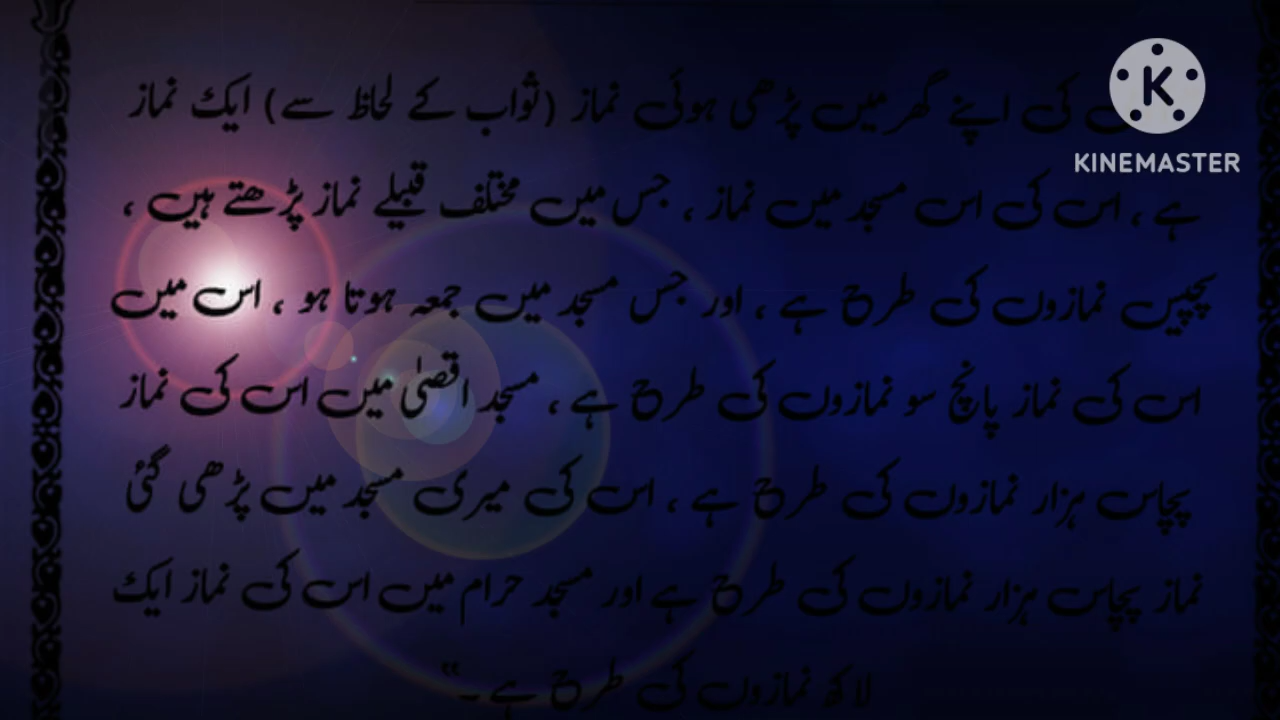 کی اپنے گھر میں پڑھی ہوئی نماز (ثواب کے لحاظ سے) ایک نماز
ہے ، اس کی اس مسجد میں نماز ، جس میں مختلف قبیلے نماز پڑھتے ہیں ،
پچیس نمازوں کی طرح ہے ، اور جس مسجد میں جمعہ ہوتا ہو ، اس میں
اس کی نماز پانچ سو نمازوں کی طرح ہے ، مسجد اقصیٰ میں اس کی نماز
پچاس ہزار نمازوں کی طرح ہے ، اس کی میری مسجد میں پڑھی گئی
نماز پچاس ہزار نمازوں کی طرح ہے اور مسجد حرام میں اس کی نماز ایک
لاکھ نمازوں کی طرح ہے ۔“
KINEMASTER